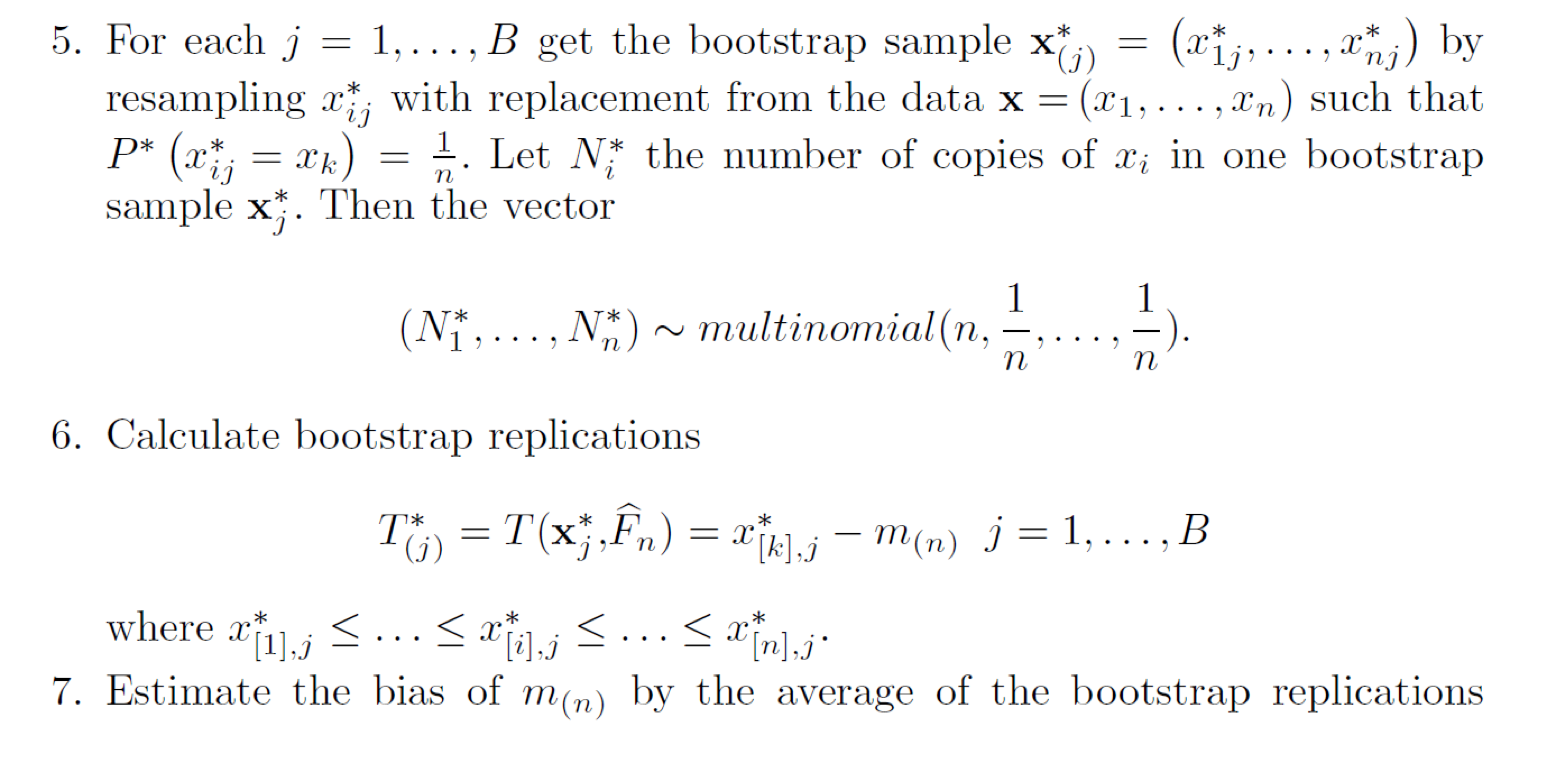 5. For each $j = 1, \ldots, B$ get the bootstrap sample $\mathbf{x}^*_{(j)} = (x^*_{1j}, \ldots, x^*_{nj})$ by
resampling $x^*_{ij}$ with replacement from the data $\mathbf{x} = (x_1, \ldots, x_n)$ such that
$P^* \left(x^*_{ij} = x_k\right) = \frac{1}{n}$. Let $N^*_i$ the number of copies of $x_i$ in one bootstrap
sample $\mathbf{x}^*_j$. Then the vector
$(N^*_1, \ldots, N^*_n) \sim multinomial(n, \frac{1}{n}, \ldots, \frac{1}{n}).$
6. Calculate bootstrap replications
$T^*_{(j)} = T(\mathbf{x}^*_j, \widehat{F}_n) = x^*_{[k],j} - m_{(n)} \;\; j = 1, \ldots, B$
where $x^*_{[1],j} \leq \ldots \leq x^*_{[i],j} \leq \ldots \leq x^*_{[n],j}$.
7. Estimate the bias of $m_{(n)}$ by the average of the bootstrap replications